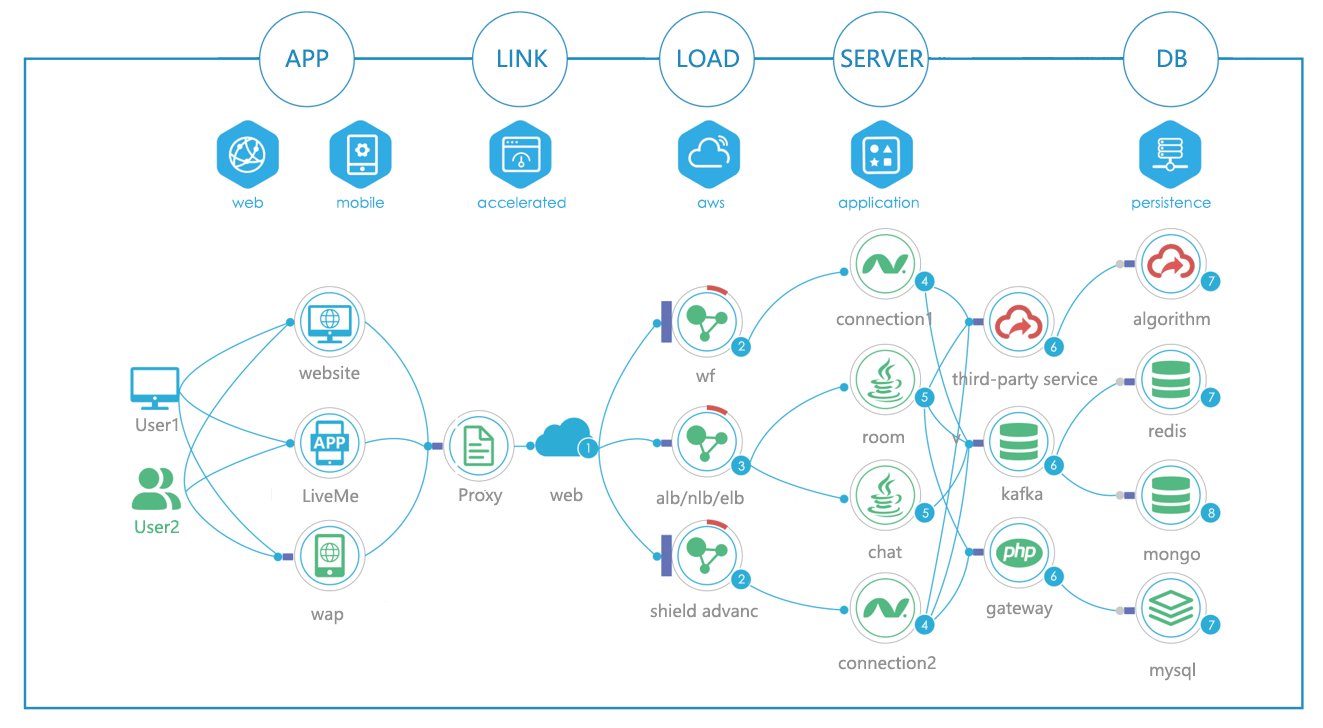 APP
LINK
LOAD
SERVER
DB
web
mobile
accelerated
aws
application
persistence
4
7
connection1
algorithm
website
2
6
wf
third-party service
User1
APP
5
7
room
redis
LiveMe
Proxy
1
web
3
alb/nlb/elb
6
kafka
User2
5
8
chat
mongo
wap
2
shield advanc
php
6
gateway
4
7
connection2
mysql